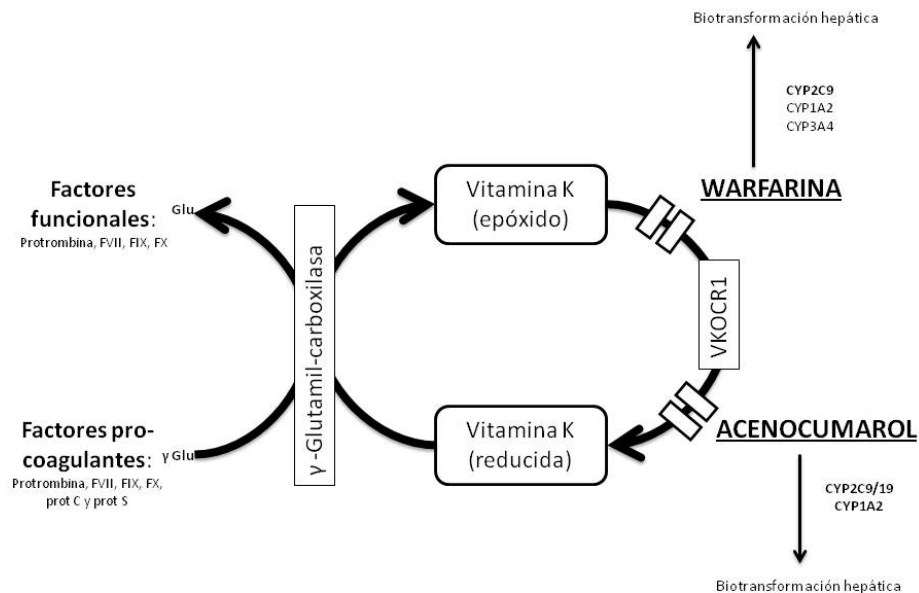 Biotransformación hepática
CYP2C9
CYP1A2
CYP3A4
WARFARINA
Vitamina K
(epóxido)
Factores
funcionales:
Glu
Protrombina, FVII, FIX, FX
γ-Glutamil-carboxilasa
VKOCR1
Factores pro-
coagulantes:
γ Glu
Protrombina, FVII, FIX, FX,
prot C y prot S
Vitamina K
(reducida)
ACENOCUMAROL
CYP2C9/19
CYP1A2
Biotransformación hepática